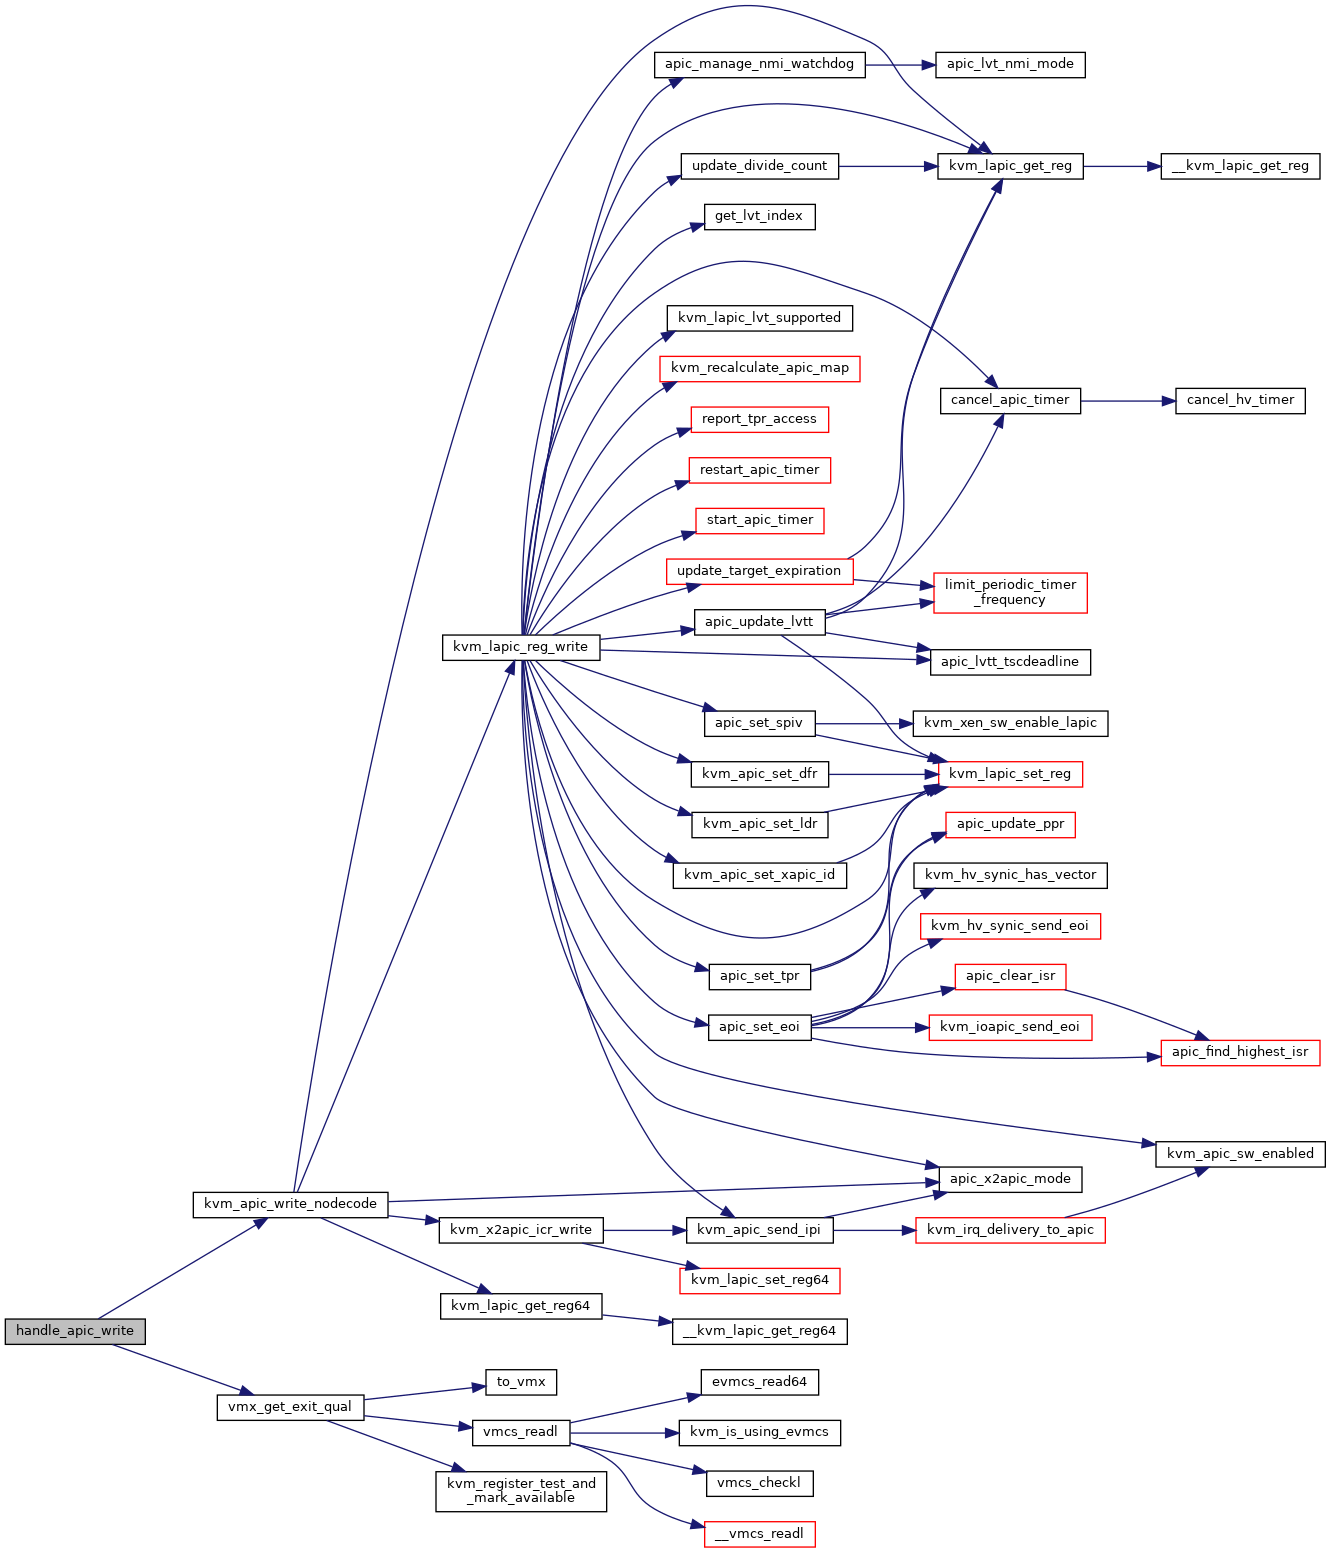 apic_manage_nmi_watchdog
apic_lvt_nmi_mode
update_divide_count
kvm_lapic_get_reg
__kvm_lapic_get_reg
get_lvt_index
kvm_lapic_lvt_supported
kvm_recalculate_apic_map
cancel_apic_timer
cancel_hv_timer
report_tpr_access
restart_apic_timer
start_apic_timer
update_target_expiration
limit_periodic_timer
_frequency
apic_update_lvtt
kvm_lapic_reg_write
apic_lvtt_tscdeadline
apic_set_spiv
kvm_xen_sw_enable_lapic
kvm_apic_set_dfr
kvm_lapic_set_reg
kvm_apic_set_ldr
apic_update_ppr
kvm_apic_set_xapic_id
kvm_hv_synic_has_vector
kvm_hv_synic_send_eoi
apic_set_tpr
apic_clear_isr
apic_set_eoi
kvm_ioapic_send_eoi
apic_find_highest_isr
kvm_apic_sw_enabled
apic_x2apic_mode
kvm_apic_write_nodecode
kvm_x2apic_icr_write
kvm_apic_send_ipi
kvm_irq_delivery_to_apic
kvm_lapic_set_reg64
kvm_lapic_get_reg64
handle_apic_write
__kvm_lapic_get_reg64
to_vmx
evmcs_read64
vmx_get_exit_qual
vmcs_readl
kvm_is_using_evmcs
kvm_register_test_and
_mark_available
vmcs_checkl
__vmcs_readl